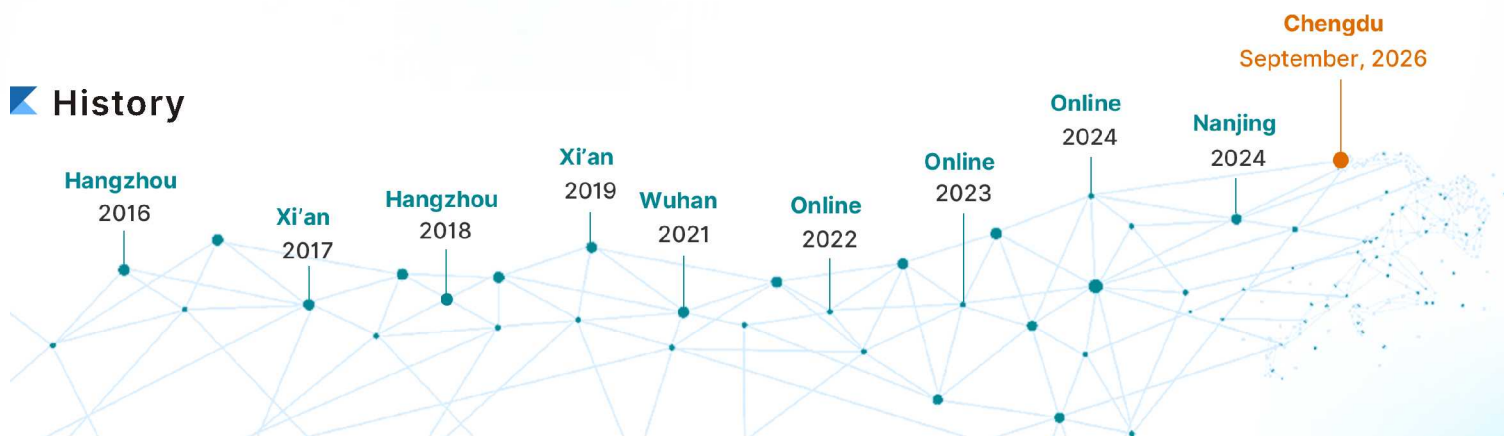 History
Hangzhou
2016
Xi’an
2017
Hangzhou
2018
Xi’an
2019
Wuhan
2021
Online
2022
Online
2023
Online
2024
Nanjing
2024
Chengdu
September, 2026